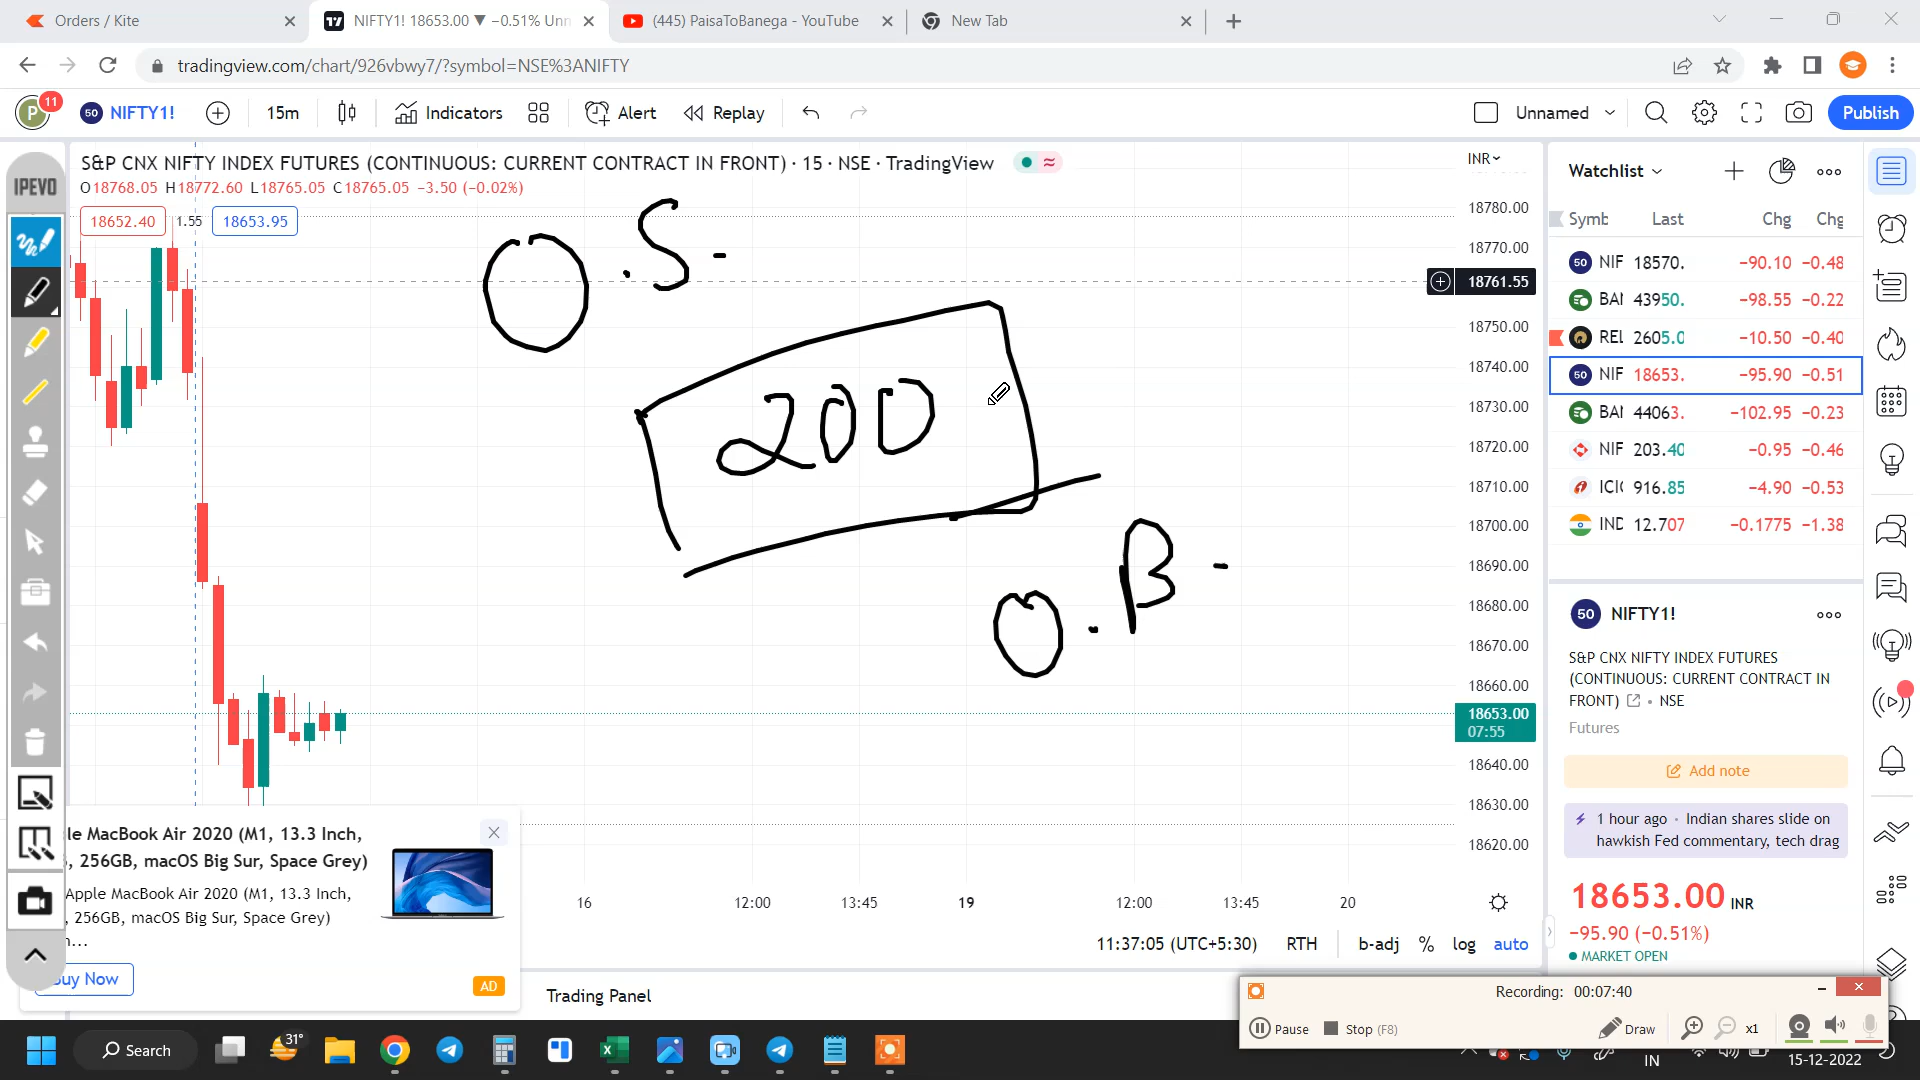 Orders / Kite
NIFTY1! 18653.00 ▼ −0.51% Unn
(445) PaisaToBanega - YouTube
New Tab
tradingview.com/chart/926vbwy7/?symbol=NSE%3ANIFTY
P 11
50 NIFTY1!
15m
Indicators
Alert
Replay
Unnamed
Publish
IPEVO
S&P CNX NIFTY INDEX FUTURES (CONTINUOUS: CURRENT CONTRACT IN FRONT) · 15 · NSE · TradingView
O18768.05 H18772.60 L18765.05 C18765.05 −3.50 (−0.02%)
18652.40 1.55 18653.95
O.S-
200
O.B-
INR
18780.00
18770.00
18761.55
18750.00
18740.00
18730.00
18720.00
18710.00
18700.00
18690.00
18680.00
18670.00
18660.00
18653.00
07:55
18640.00
18630.00
18620.00
16 12:00 13:45 19 12:00 13:45 20
11:37:05 (UTC+5:30) RTH b-adj % log auto
Trading Panel
le MacBook Air 2020 (M1, 13.3 Inch,
, 256GB, macOS Big Sur, Space Grey)
Apple MacBook Air 2020 (M1, 13.3 Inch,
, 256GB, macOS Big Sur, Space Grey)
...
Buy Now
AD
Watchlist
Symb Last Chg Chg
50 NIF 18570. −90.10 −0.48
BAI 43950. −98.55 −0.22
REL 2605.0 −10.50 −0.40
50 NIF 18653. −95.90 −0.51
BAI 44063. −102.95 −0.23
NIF 203.40 −0.95 −0.46
ICI 916.85 −4.90 −0.53
IND 12.707 −0.1775 −1.38
50 NIFTY1!
S&P CNX NIFTY INDEX FUTURES
(CONTINUOUS: CURRENT CONTRACT IN
FRONT) • NSE
Futures
Add note
1 hour ago · Indian shares slide on
hawkish Fed commentary, tech drag
18653.00 INR
−95.90 (−0.51%)
MARKET OPEN
Recording: 00:07:40
Pause Stop (F8) Draw x1
Search
31°
IN
15-12-2022